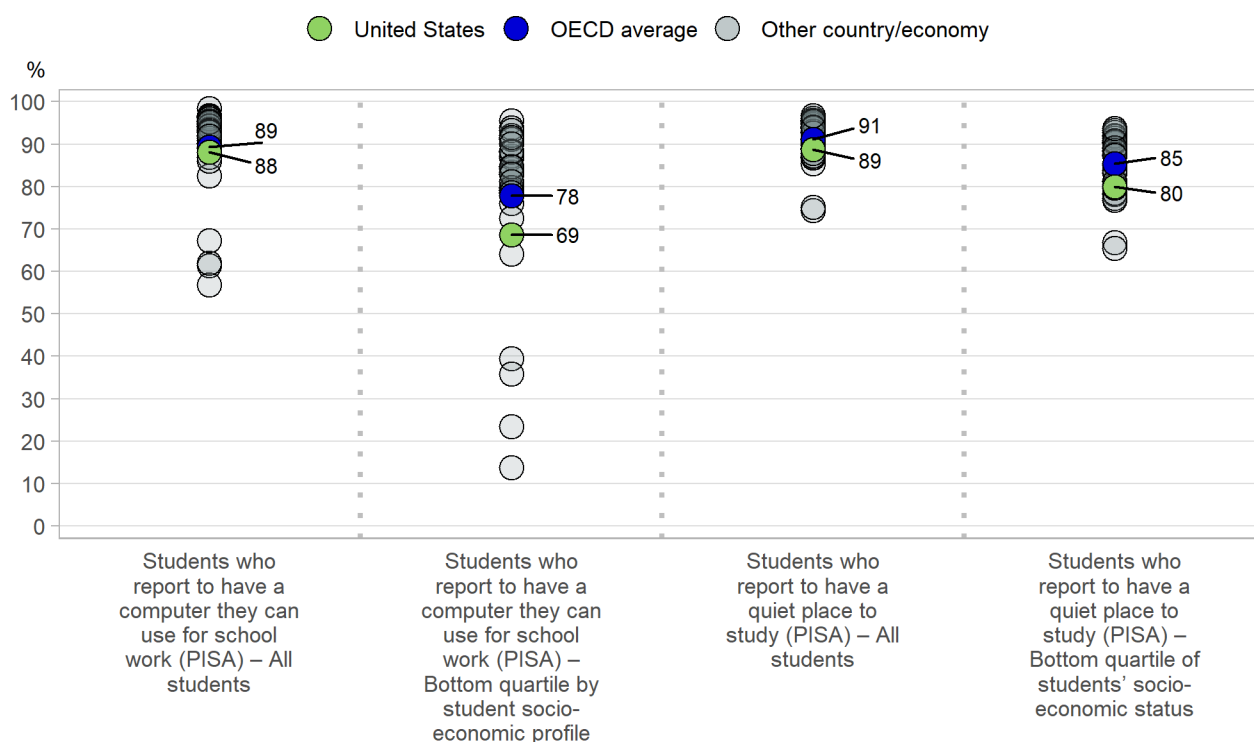 United States OECD average Other country/economy
%
100
90
80
70
60
50
40
30
20
10
0
89
88
78
69
91
89
85
80
Students who
report to have a
computer they can
use for school
work (PISA) – All
students
Students who
report to have a
computer they can
use for school
work (PISA) –
Bottom quartile by
student socio-
economic profile
Students who
report to have a
quiet place to
study (PISA) – All
students
Students who
report to have a
quiet place to
study (PISA) –
Bottom quartile of
students’ socio-
economic status